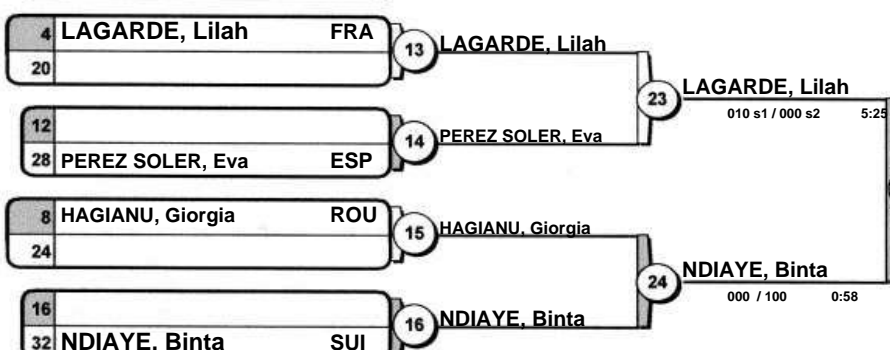 4 LAGARDE, Lilah FRA
20
13 LAGARDE, Lilah
23 LAGARDE, Lilah
010 s1 / 000 s2 5:25
12
28 PEREZ SOLER, Eva ESP
14 PEREZ SOLER, Eva
8 HAGIANU, Giorgia ROU
24
15 HAGIANU, Giorgia
24 NDIAYE, Binta
000 / 100 0:58
16
32 NDIAYE, Binta SUI
16 NDIAYE, Binta